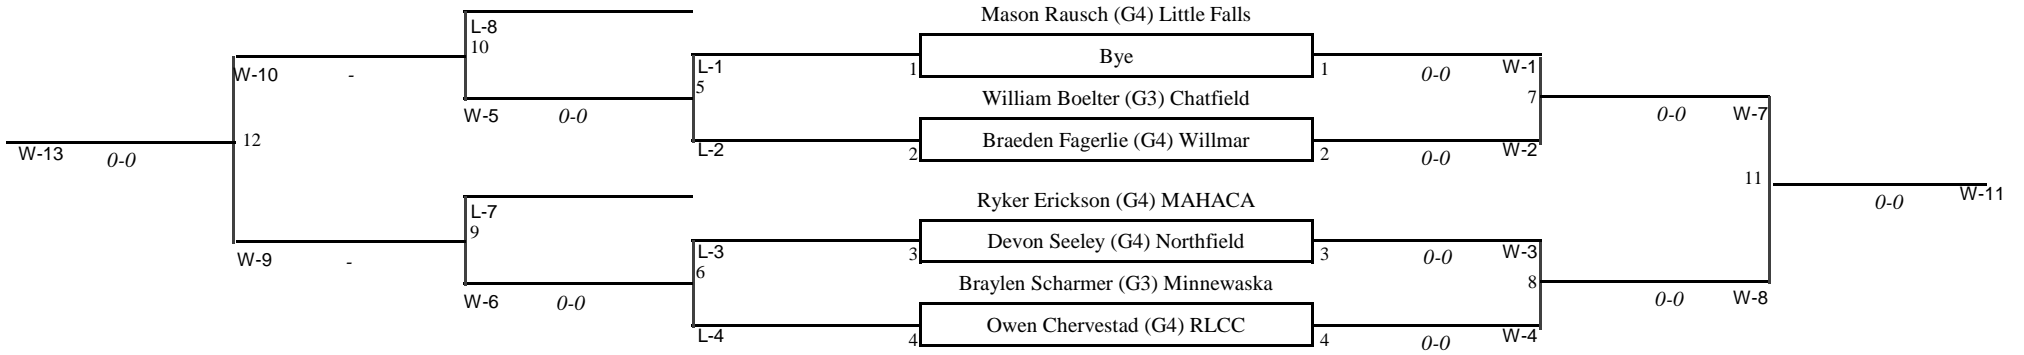 Mason Rausch (G4) Little Falls
L-8
10
Bye
W-10
-
L-1
1
1
0-0
W-1
5
7
William Boelter (G3) Chatfield
W-5
0-0
0-0
W-7
12
Braeden Fagerlie (G4) Willmar
W-13
0-0
L-2
2
2
0-0
W-2
11
Ryker Erickson (G4) MAHACA
W-11
0-0
L-7
9
Devon Seeley (G4) Northfield
W-9
-
L-3
3
3
0-0
W-3
6
8
Braylen Scharmer (G3) Minnewaska
W-6
0-0
0-0
W-8
Owen Chervestad (G4) RLCC
L-4
4
4
0-0
W-4